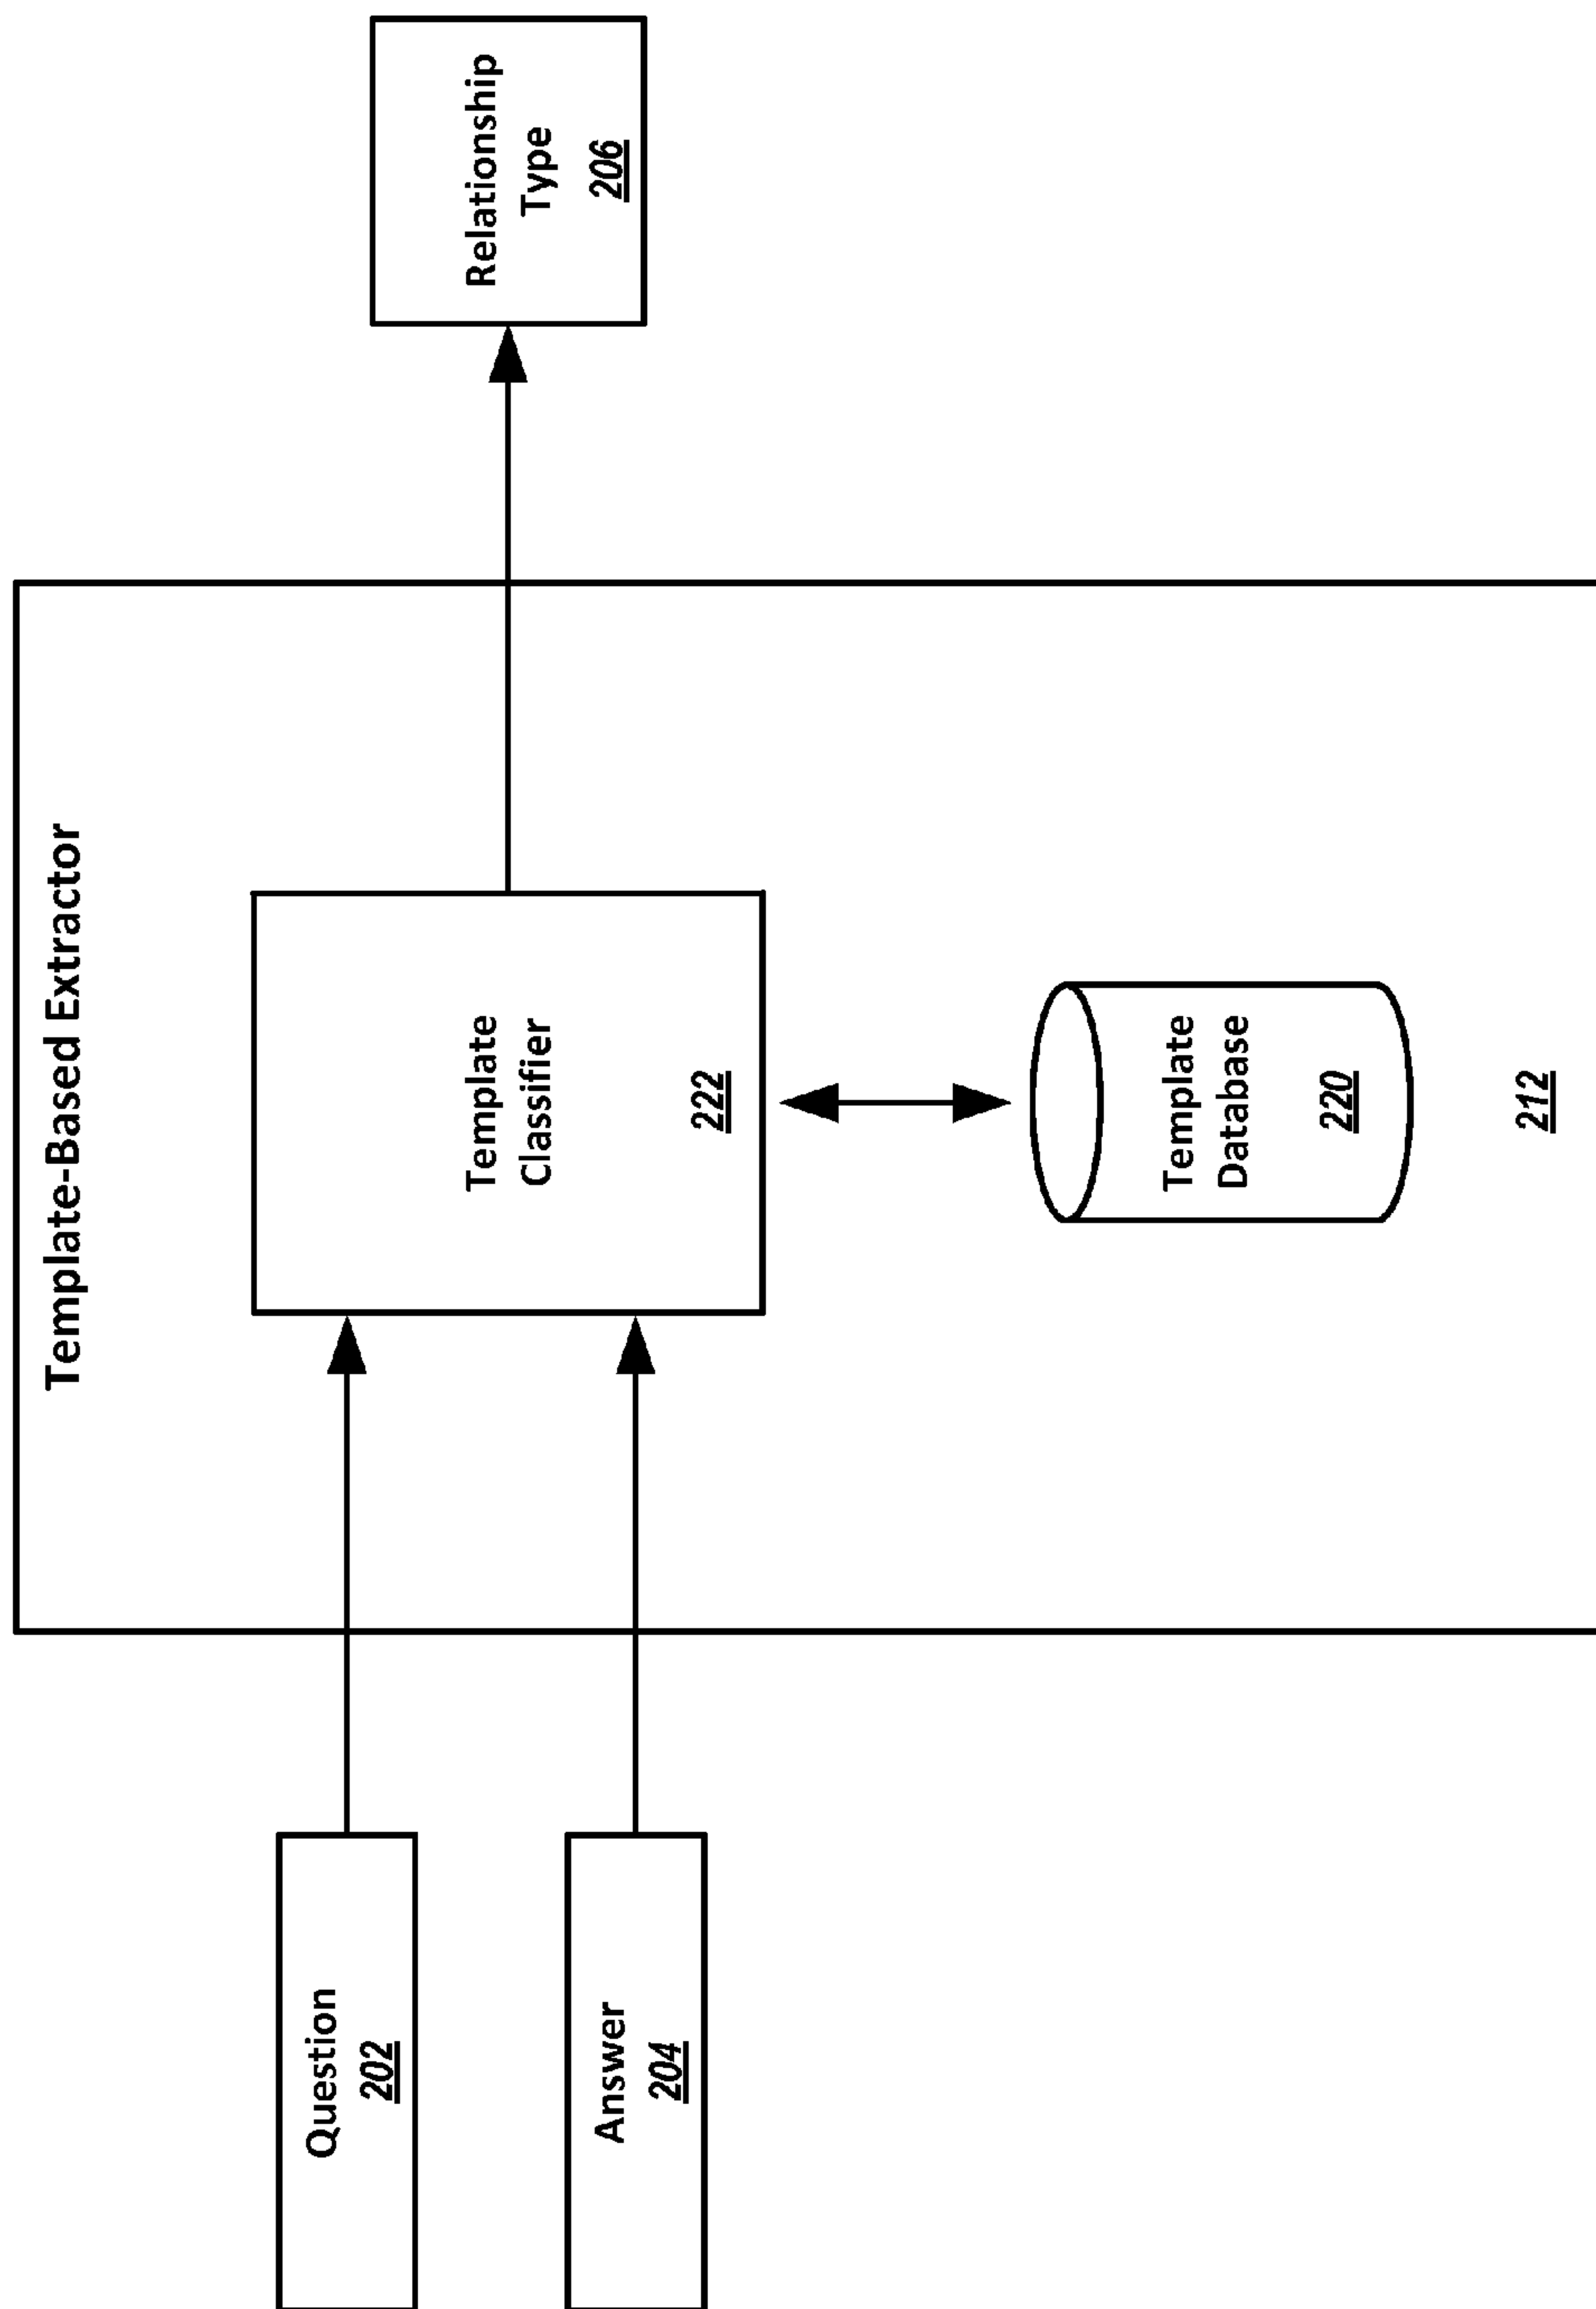 Template-Based Extractor
Question
202
Answer
204
Template
Classifier
222
Template
Database
220
212
Relationship
Type
206